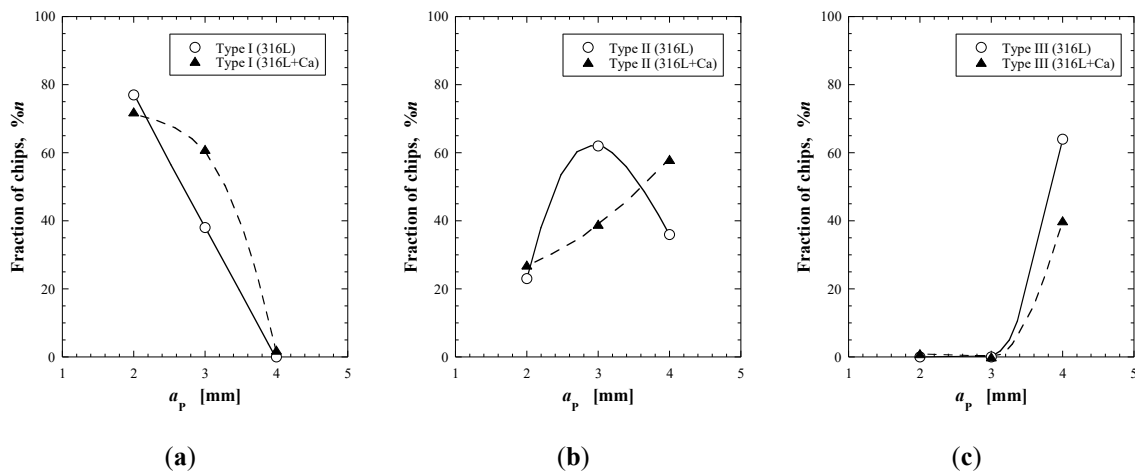 Type I (316L)
Type I (316L+Ca)
Fraction of chips, %n
100
80
60
40
20
0
1 2 3 4 5
aP [mm]
(a)
Type II (316L)
Type II (316L+Ca)
Fraction of chips, %n
100
80
60
40
20
0
1 2 3 4 5
aP [mm]
(b)
Type III (316L)
Type III (316L+Ca)
Fraction of chips, %n
100
80
60
40
20
0
1 2 3 4 5
aP [mm]
(c)